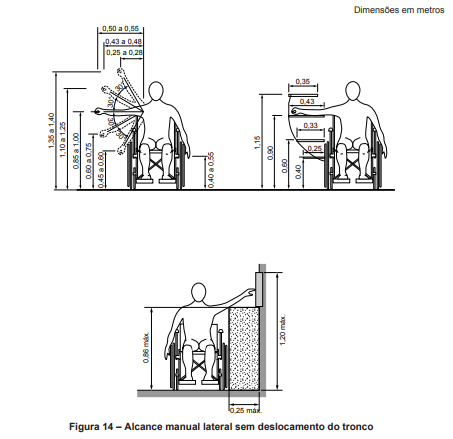 Dimensões em metros
0,50 a 0,55
0,43 a 0,48
0,25 a 0,28
1,35 a 1,40
1,10 a 1,25
0,85 a 1,00
0,60 a 0,75
0,45 a 0,60
0,40 a 0,55
0,35
0,43
0,33
0,25
1,15
0,90
0,60
0,40
0,86 máx.
1,20 máx.
0,25 máx.
Figura 14 – Alcance manual lateral sem deslocamento do tronco